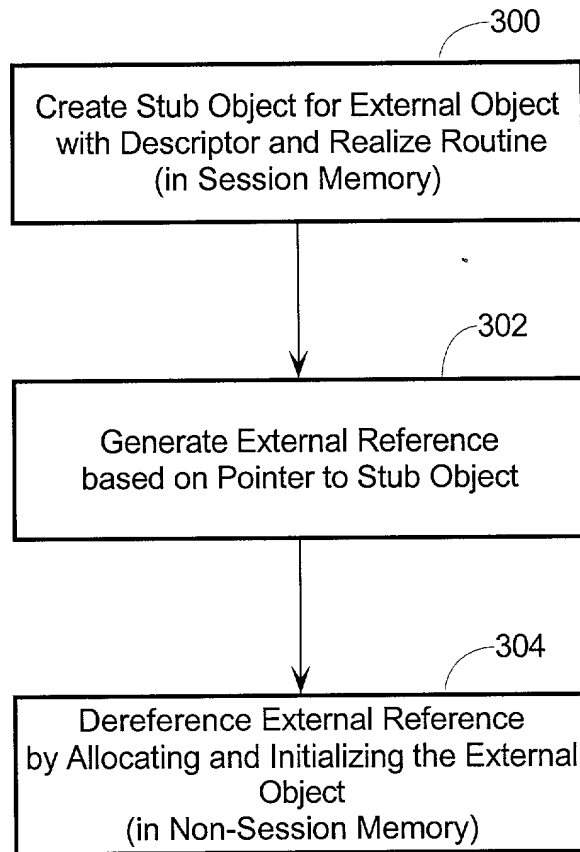 300
Create Stub Object for External Object
with Descriptor and Realize Routine
(in Session Memory)
302
Generate External Reference
based on Pointer to Stub Object
304
Dereference External Reference
by Allocating and Initializing the External
Object
(in Non-Session Memory)